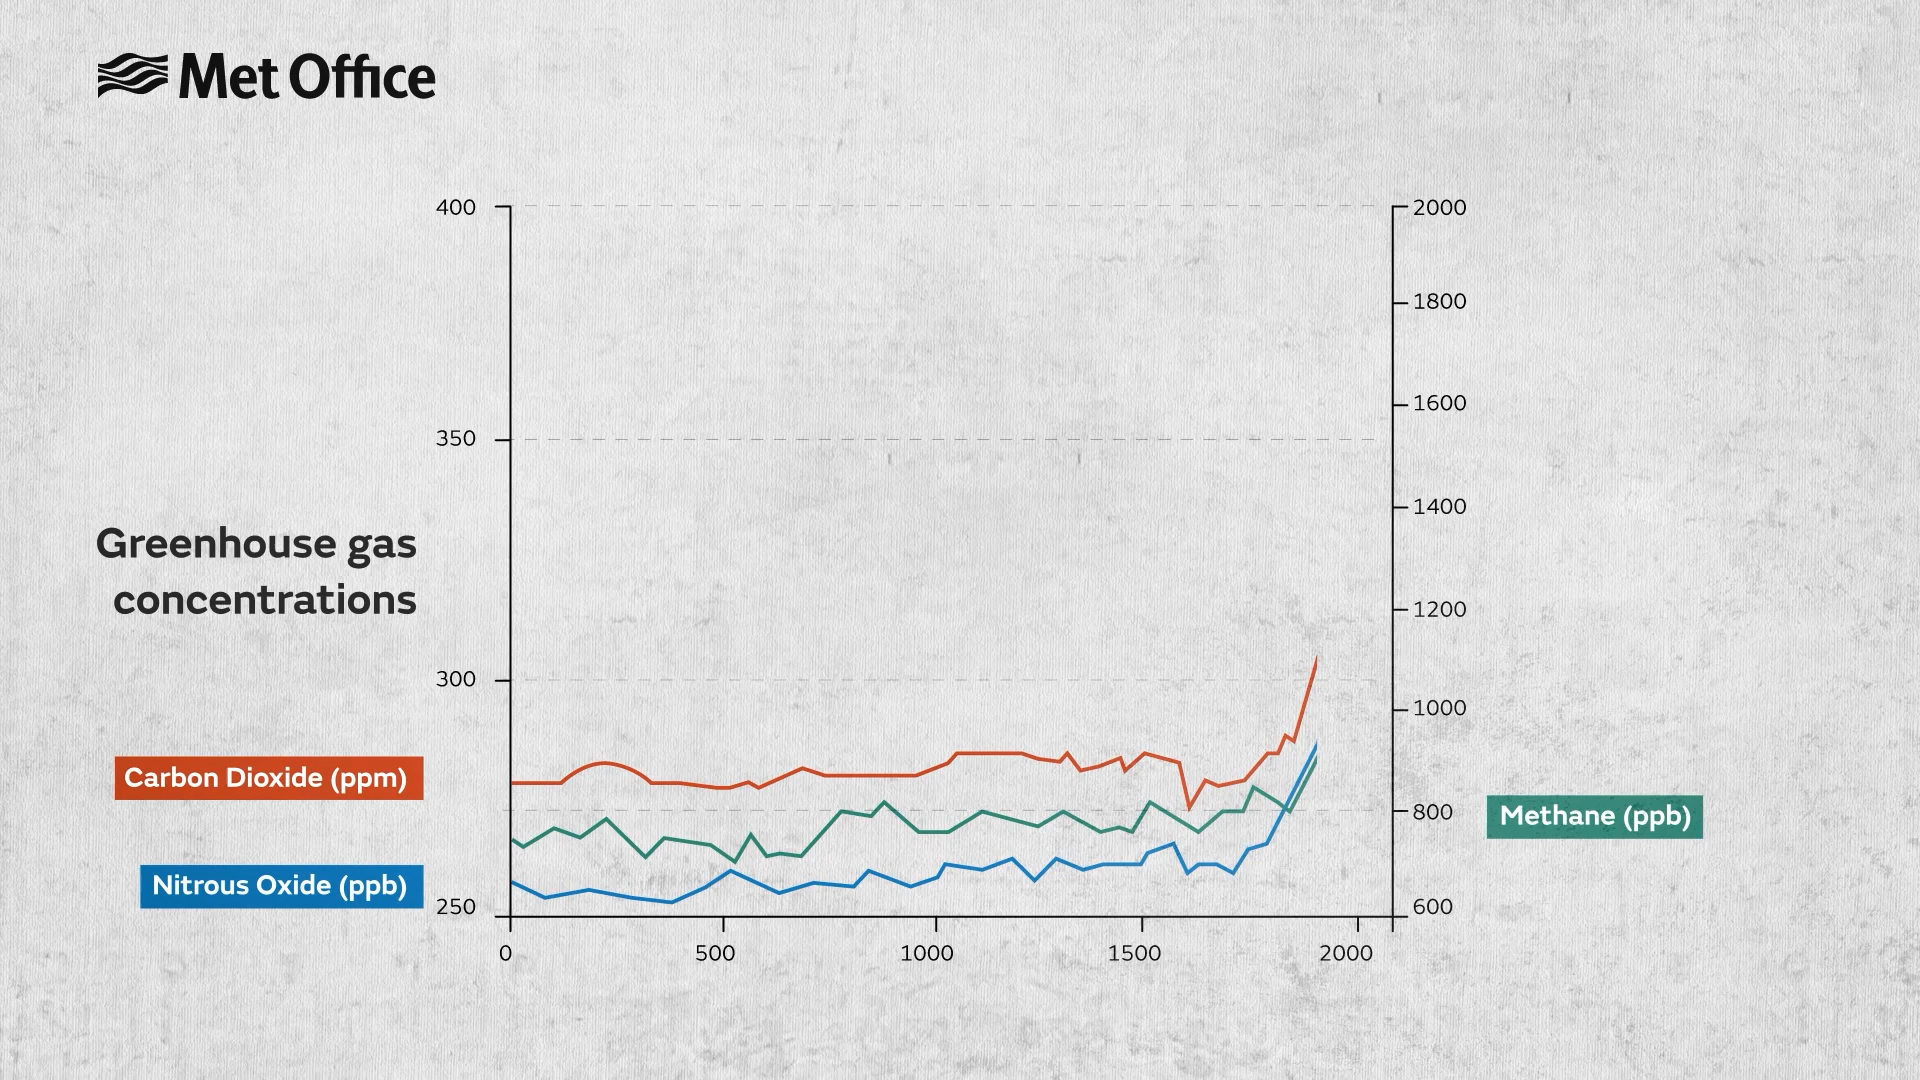 Met Office
400
350
300
250
2000
1800
1600
1400
1200
1000
800
600
Greenhouse gas
concentrations
Carbon Dioxide (ppm)
Nitrous Oxide (ppb)
Methane (ppb)
0
500
1000
1500
2000